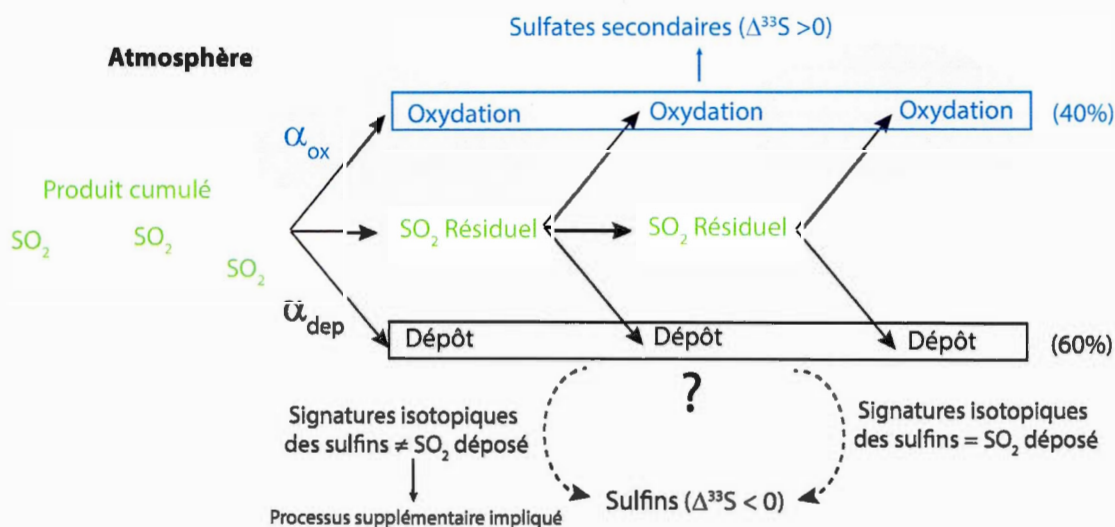 Sulfates secondaires (Δ³³S >0)
Atmosphère
Oxydation Oxydation Oxydation (40%)
α_ox
Produit cumulé
SO₂ SO₂ SO₂
SO₂ Résiduel SO₂ Résiduel
α_dep
Dépôt Dépôt Dépôt (60%)
?
Signatures isotopiques
des sulfins ≠ SO₂ déposé
Signatures isotopiques
des sulfins = SO₂ déposé
Sulfins (Δ³³S < 0)
Processus supplémentaire impliqué